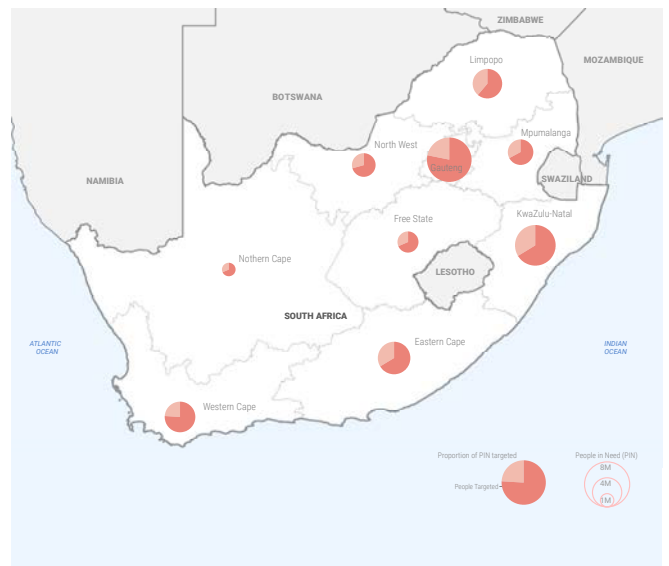 ZIMBABWE
Limpopo
MOZAMBIQUE
BOTSWANA
Mpumalanga
North West
Gauteng
NAMIBIA
SWAZILAND
KwaZulu-Natal
Free State
Nothern Cape
LESOTHO
SOUTH AFRICA
ATLANTIC
OCEAN
INDIAN
OCEAN
Eastern Cape
Western Cape
Proportion of PIN targeted
People Targeted
People in Need (PIN)
8M
4M
1M